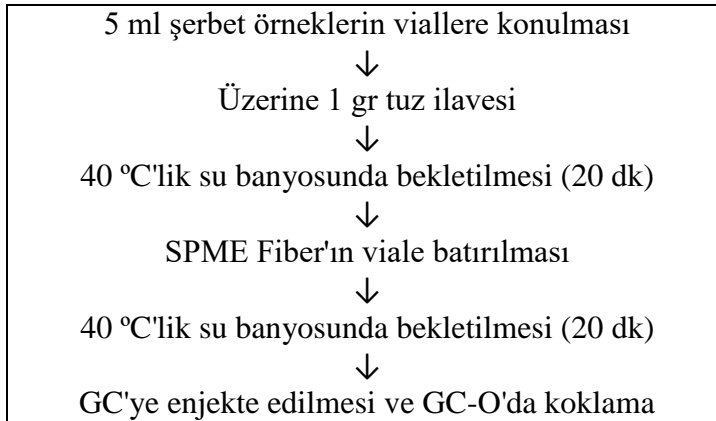 5 ml şerbet örneklerin viallere konulması
↓
Üzerine 1 gr tuz ilavesi
↓
40 ºC'lik su banyosunda bekletilmesi (20 dk)
↓
SPME Fiber'ın viale batırılması
↓
40 ºC'lik su banyosunda bekletilmesi (20 dk)
↓
GC'ye enjekte edilmesi ve GC-O'da koklama